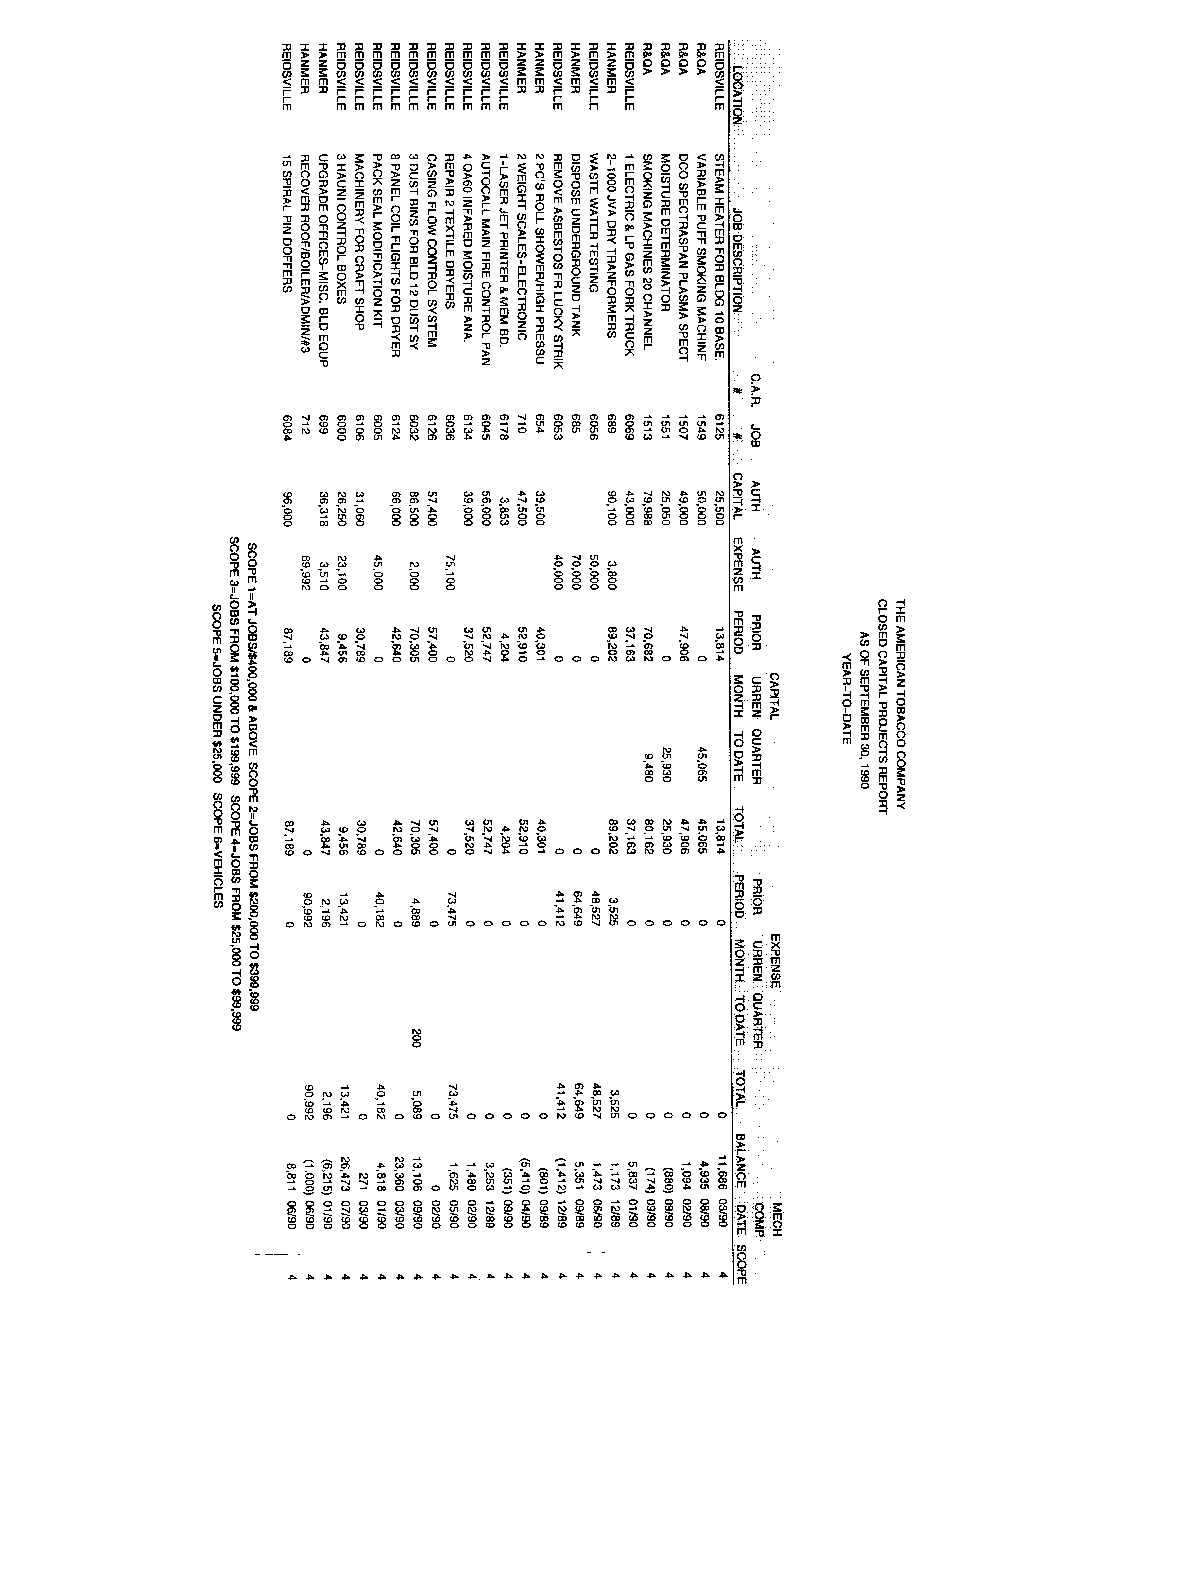 THE AMERICAN TOBACCO COMPANY
CLOSED CAPITAL PROJECTS REPORT
AS OF SEPTEMBER 30, 1990
YEAR-TO-DATE
CAPITAL EXPENSE MECH
C.A.R. JOB AUTH AUTH PRIOR URREN QUARTER PRIOR URREN QUARTER COMP
LOCATION JOB DESCRIPTION # # CAPITAL EXPENSE PERIOD MONTH TO DATE TOTAL PERIOD MONTH TO DATE TOTAL BALANCE DATE SCOPE
REIDSVILLE STEAM HEATER FOR BLDG 10 BASE. 6125 25,500 13,814 13,814 0 0 11,686 03/90 4
R&QA VARIABLE PUFF SMOKING MACHINE 1549 50,000 0 45,065 45,065 0 0 4,935 08/90 4
R&QA DCO SPECTRASPAN PLASMA SPECT 1507 49,000 47,906 47,906 0 0 1,094 02/90 4
R&QA MOISTURE DETERMINATOR 1551 25,050 0 25,930 25,930 0 0 (880) 09/90 4
R&QA SMOKING MACHINES 20 CHANNEL 1513 79,988 70,682 9,480 80,162 0 0 (174) 09/90 4
REIDSVILLE 1 ELECTRIC & LP GAS FORK TRUCK 6069 43,000 37,163 37,163 0 0 5,837 01/90 4
HANMER 2-1000 JVA DRY TRANFORMERS 689 90,100 3,800 89,202 89,202 3,525 3,525 1,173 12/89 4
REIDSVILLE WASTE WATER TESTING 6056 50,000 0 0 48,527 48,527 1,473 06/90 4
HANMER DISPOSE UNDERGROUND TANK 685 70,000 0 0 64,649 64,649 5,351 09/89 4
REIDSVILLE REMOVE ASBESTOS FR LUCKY STRIK 6053 40,000 0 0 41,412 41,412 (1,412) 12/89 4
HANMER 2 PC'S ROLL SHOWER/HIGH PRESSU 654 39,500 40,301 40,301 0 0 (801) 09/89 4
HANMER 2 WEIGHT SCALES-ELECTRONIC 710 47,500 52,910 52,910 0 0 (5,410) 04/90 4
REIDSVILLE 1-LASER JET PRINTER & MEM BD. 6178 3,853 4,204 4,204 0 0 (351) 09/90 4
REIDSVILLE AUTOCALL MAIN FIRE CONTROL PAN 6045 56,000 52,747 52,747 0 0 3,253 12/89 4
REIDSVILLE 4 QA60 INFARED MOISTURE ANA. 6134 39,000 37,520 37,520 0 0 1,480 02/90 4
REIDSVILLE REPAIR 2 TEXTILE DRYERS 6036 75,100 0 0 73,475 73,475 1,625 05/90 4
REIDSVILLE CASING FLOW CONTROL SYSTEM 6126 57,400 57,400 57,400 0 0 0 02/90 4
REIDSVILLE 3 DUST BINS FOR BLD 12 DUST SY 6032 86,500 2,000 70,305 70,305 4,889 200 5,089 13,106 09/90 4
REIDSVILLE 8 PANEL COIL FLIGHTS FOR DRYER 6124 66,000 42,640 42,640 0 0 23,360 03/90 4
REIDSVILLE PACK SEAL MODIFICATION KIT 6005 45,000 0 0 40,182 40,182 4,818 01/90 4
REIDSVILLE MACHINERY FOR CRAFT SHOP 6106 31,060 30,789 30,789 0 0 271 03/90 4
REIDSVILLE 3 HAUNI CONTROL BOXES 6000 26,250 23,100 9,456 9,456 13,421 13,421 26,473 07/90 4
HANMER UPGRADE OFFICES-MISC. BLD EQUP 699 36,318 3,510 43,847 43,847 2,196 2,196 (6,215) 01/90 4
HANMER RECOVER ROOF/BOILER/ADMIN/#3 712 89,992 0 0 90,992 90,992 (1,000) 06/90 4
REIDSVILLE 15 SPIRAL PIN DOFFERS 6084 96,000 87,189 87,189 0 0 8,811 06/90 4
SCOPE 1=AT JOBS/$400,000 & ABOVE SCOPE 2=JOBS FROM $200,000 TO $399,999
SCOPE 3=JOBS FROM $100,000 TO $199,999 SCOPE 4=JOBS FROM $25,000 TO $99,999
SCOPE 5=JOBS UNDER $25,000 SCOPE 6=VEHICLES